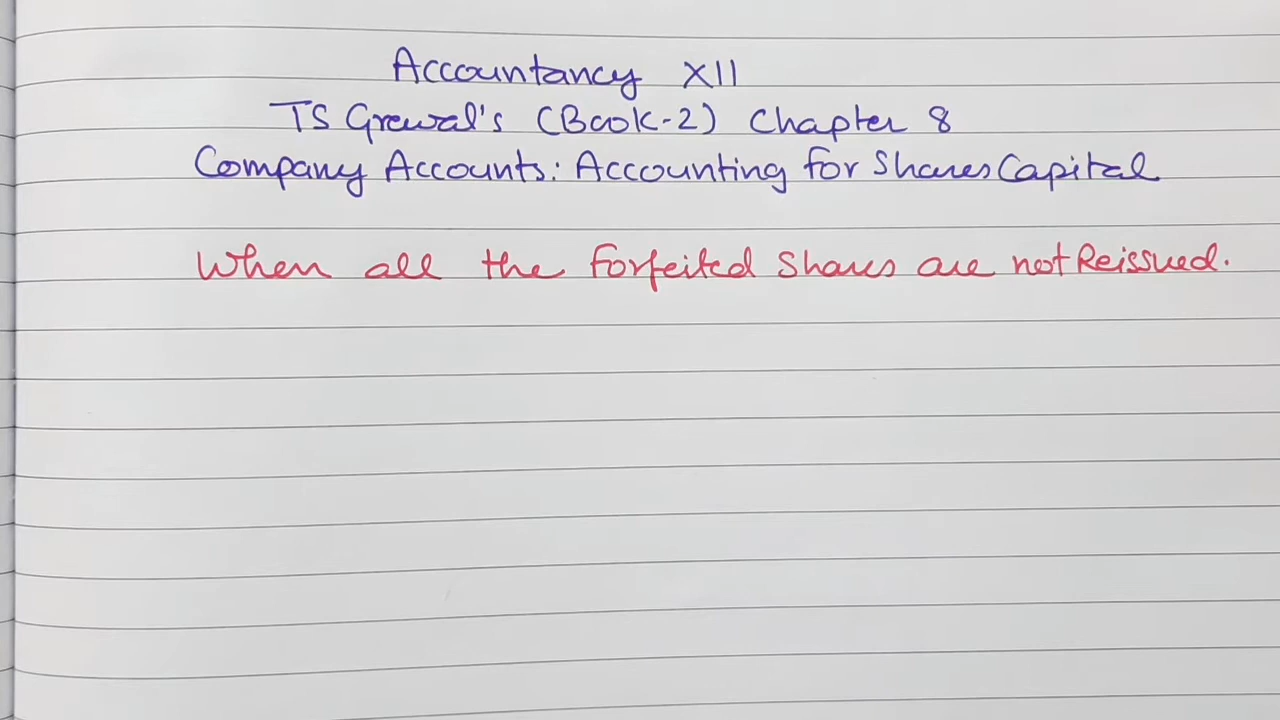 Accountancy XII
TS Grewal's (Book-2) Chapter 8
Company Accounts: Accounting for Shares Capital
When all the forfeited shares are not Reissued.